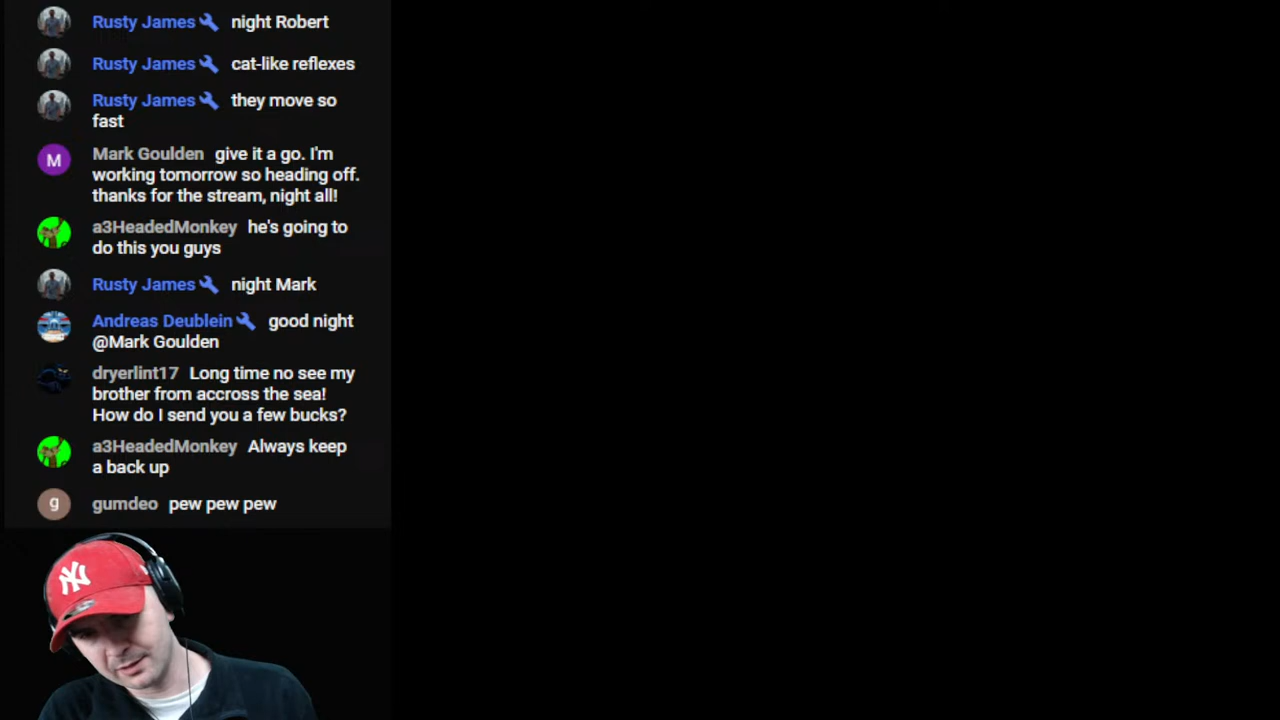 Rusty James night Robert
Rusty James cat-like reflexes
Rusty James they move so
fast
M
Mark Goulden give it a go. I'm
working tomorrow so heading off.
thanks for the stream, night all!
a3HeadedMonkey he's going to
do this you guys
Rusty James night Mark
Andreas Deublein good night
@Mark Goulden
dryerlint17 Long time no see my
brother from accross the sea!
How do I send you a few bucks?
a3HeadedMonkey Always keep
a back up
g
gumdeo pew pew pew
NY